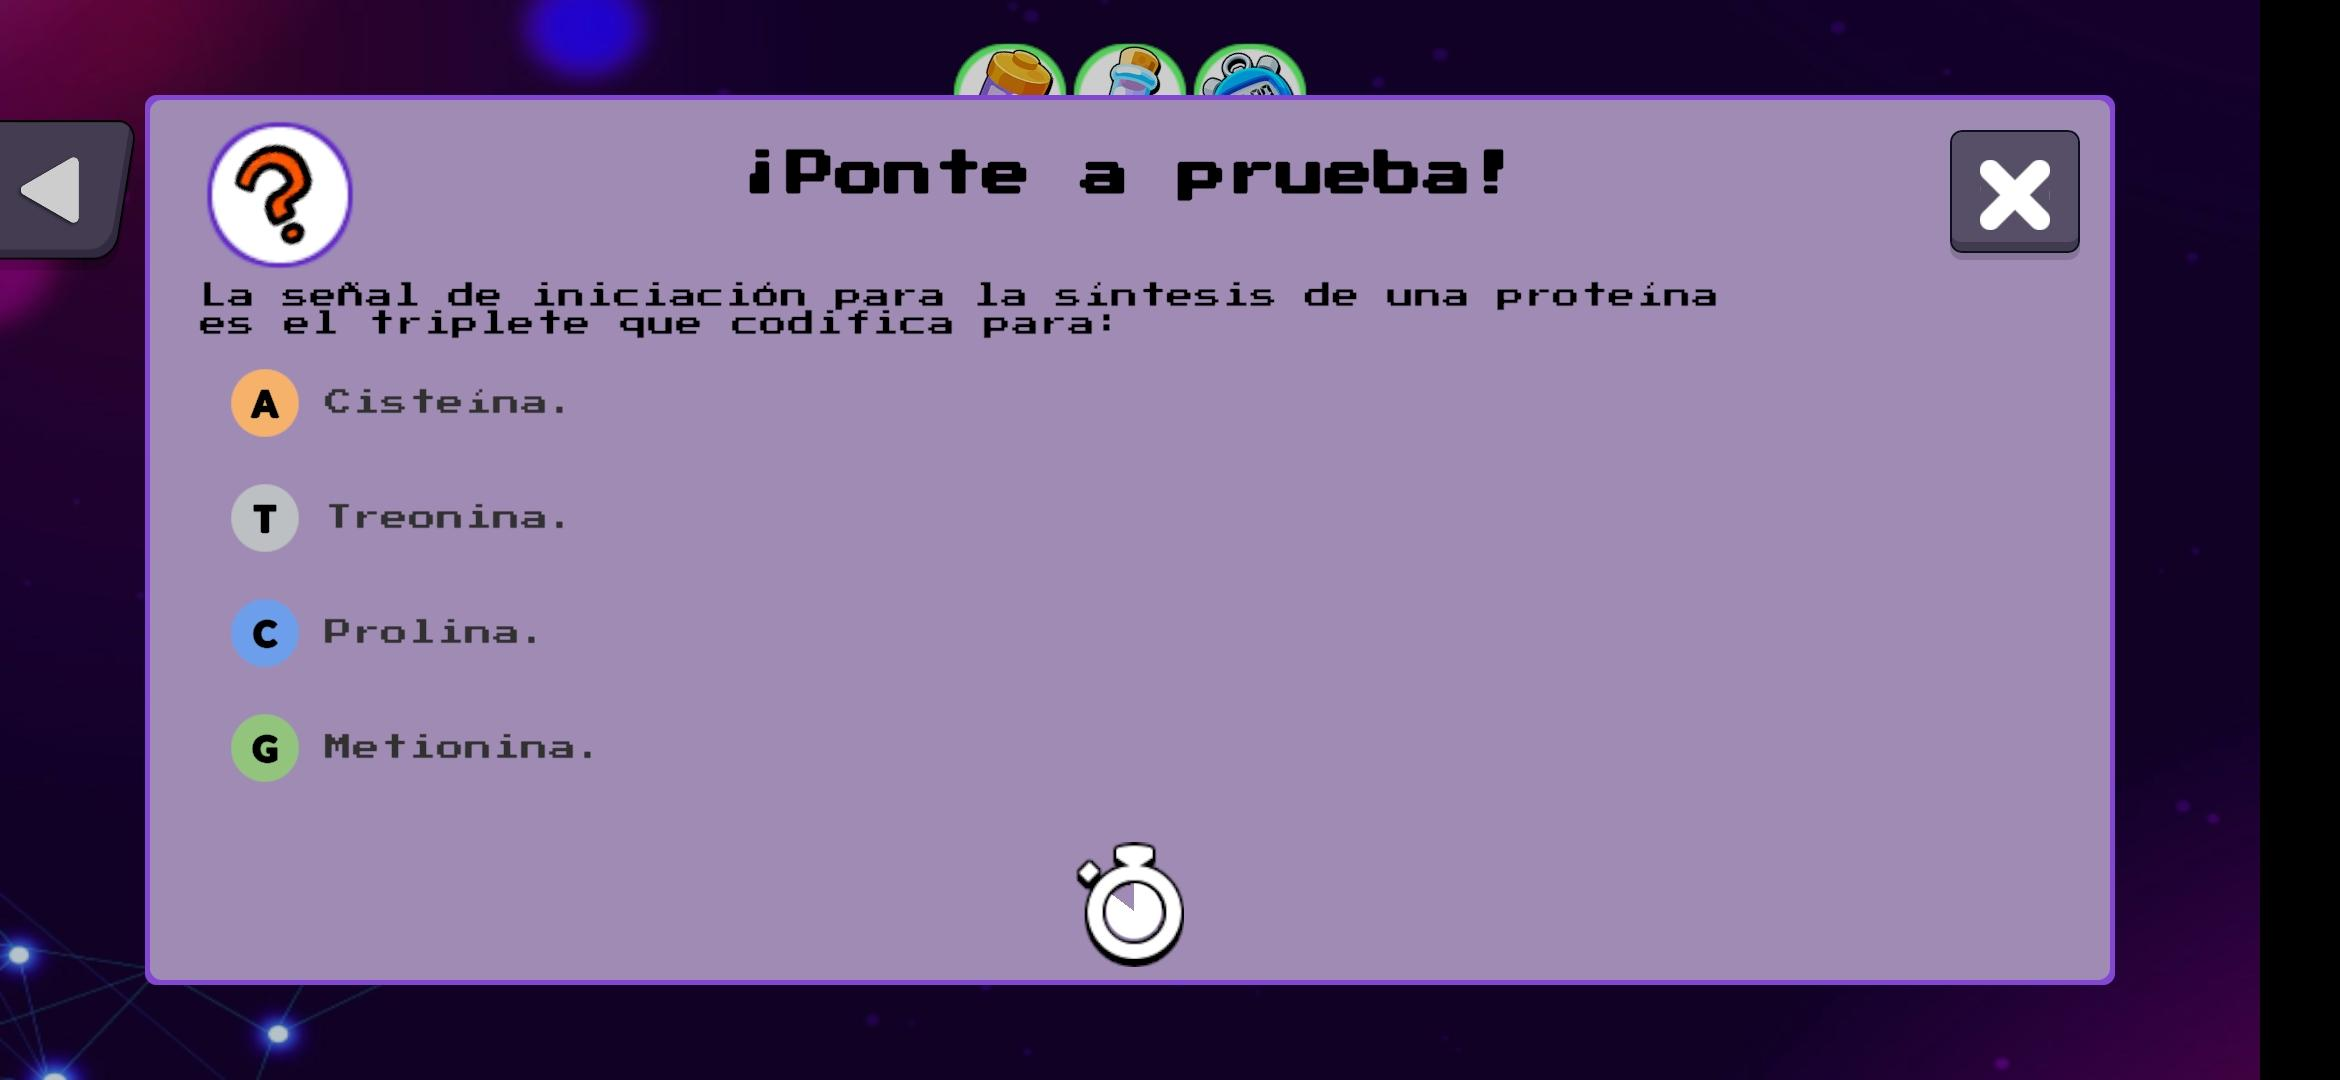 ¡Ponte a prueba!
La señal de iniciación para la síntesis de una proteína
es el triplete que codifica para:
A Cisteína.
T Treonina.
C Prolina.
G Metionina.